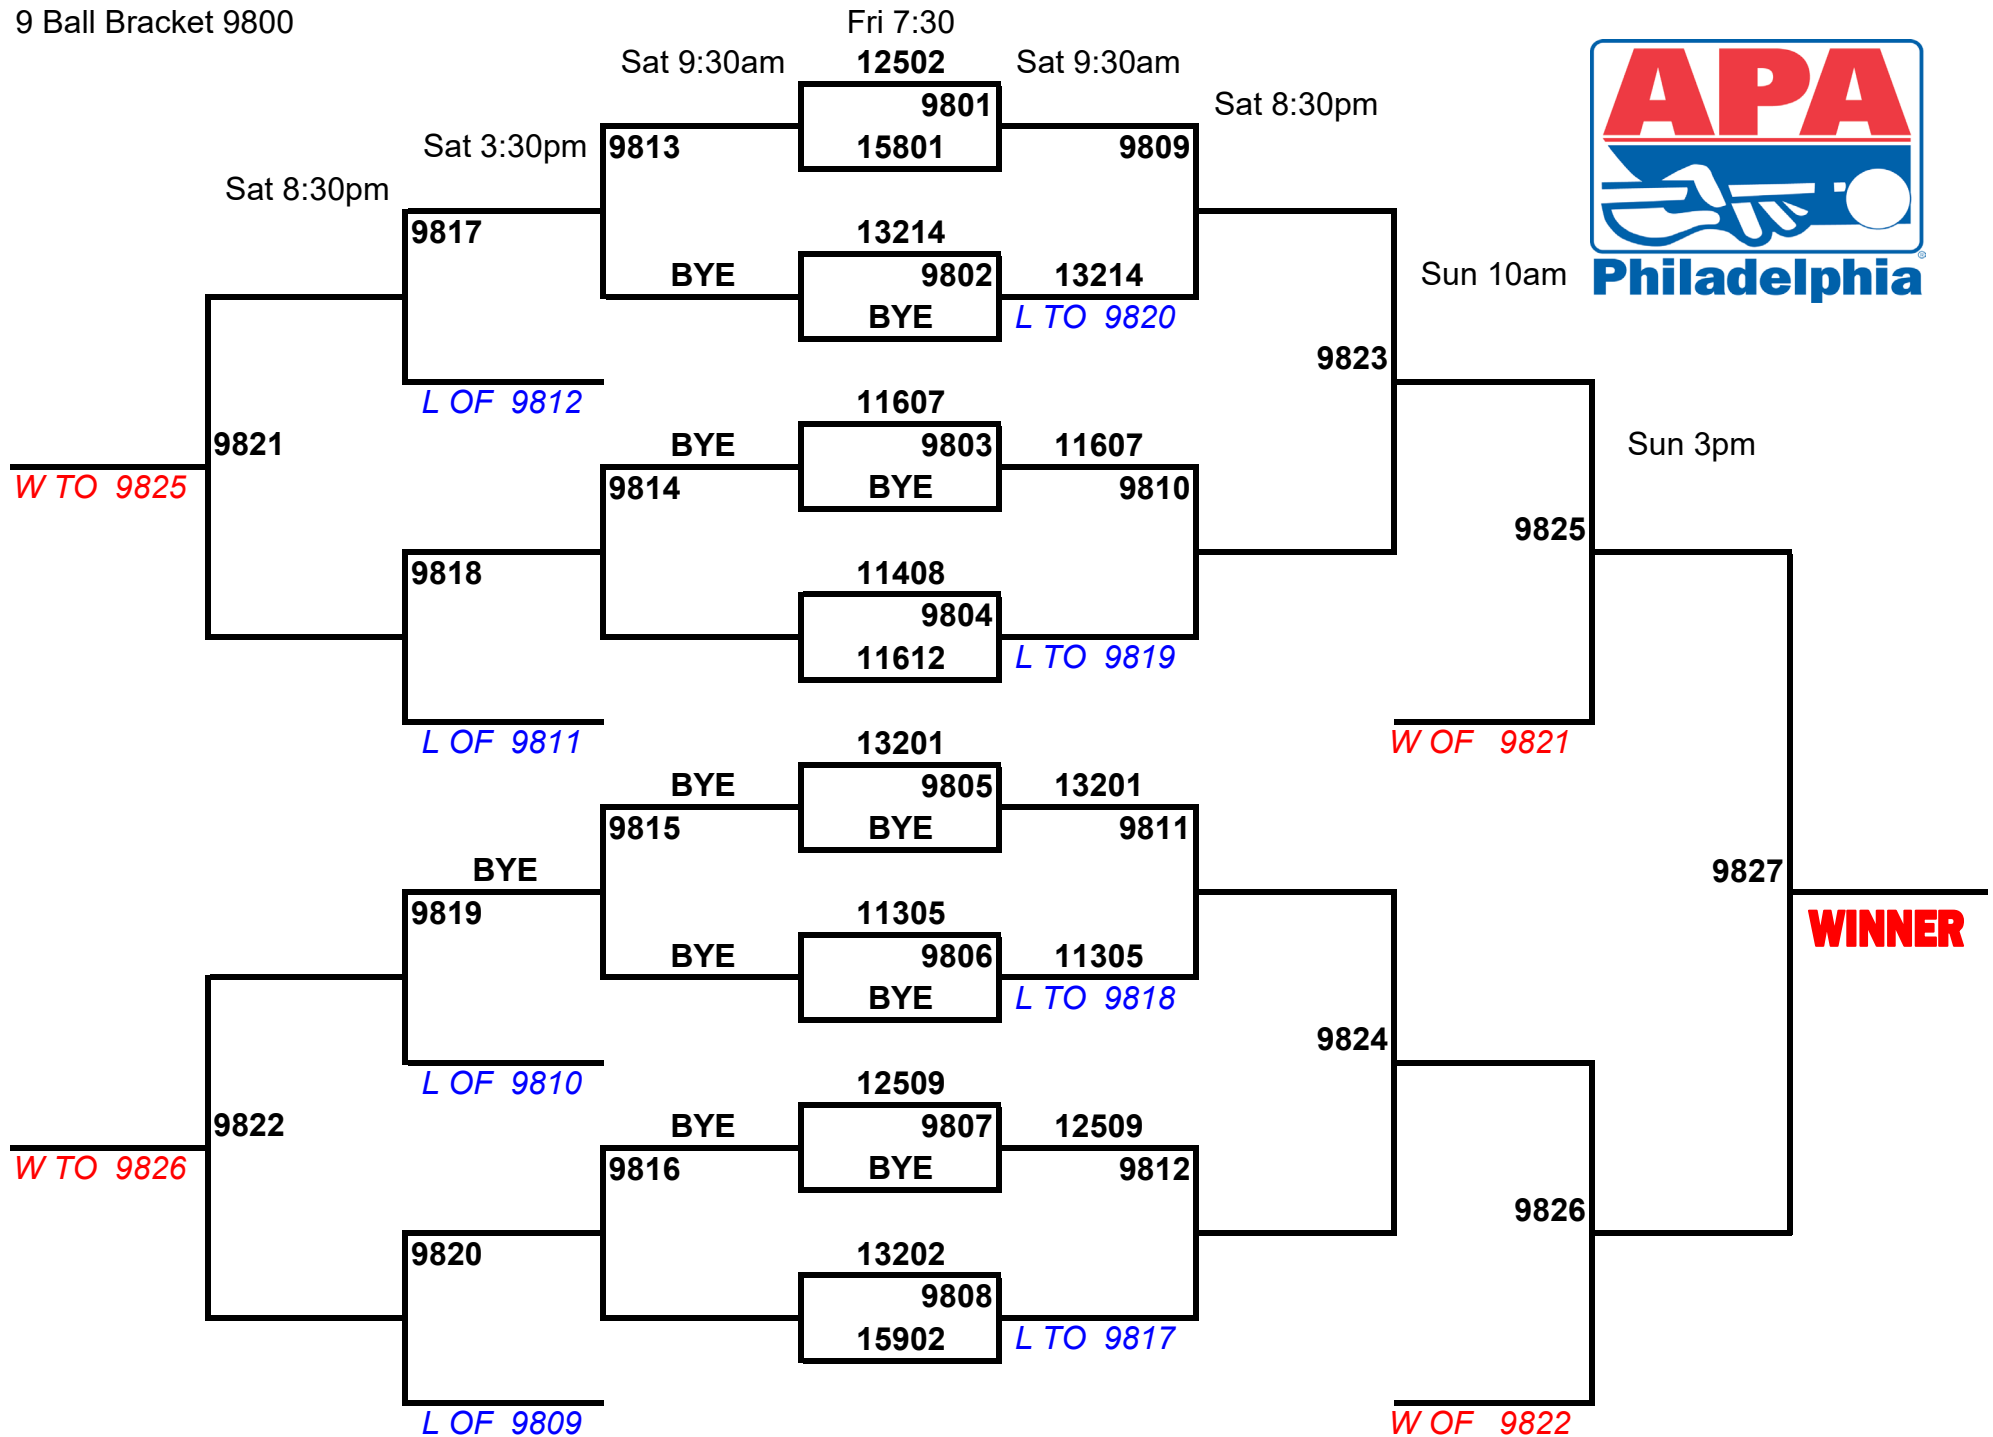 9 Ball Bracket 9800
Fri 7:30
Sat 9:30am
12502
Sat 9:30am
9801
Sat 8:30pm
APA
Sat 3:30pm
9813
15801
9809
Sat 8:30pm
9817
13214
BYE
9802
13214
Sun 10am
Philadelphia
BYE
L TO 9820
9823
L OF 9812
11607
9821
BYE
9803
11607
Sun 3pm
W TO 9825
9814
BYE
9810
9825
9818
11408
9804
11612
L TO 9819
L OF 9811
13201
W OF 9821
BYE
9805
13201
9815
BYE
9811
BYE
9827
9819
11305
WINNER
BYE
9806
11305
BYE
L TO 9818
9824
L OF 9810
12509
9822
BYE
9807
12509
W TO 9826
9816
BYE
9812
9826
9820
13202
9808
15902
L TO 9817
L OF 9809
W OF 9822